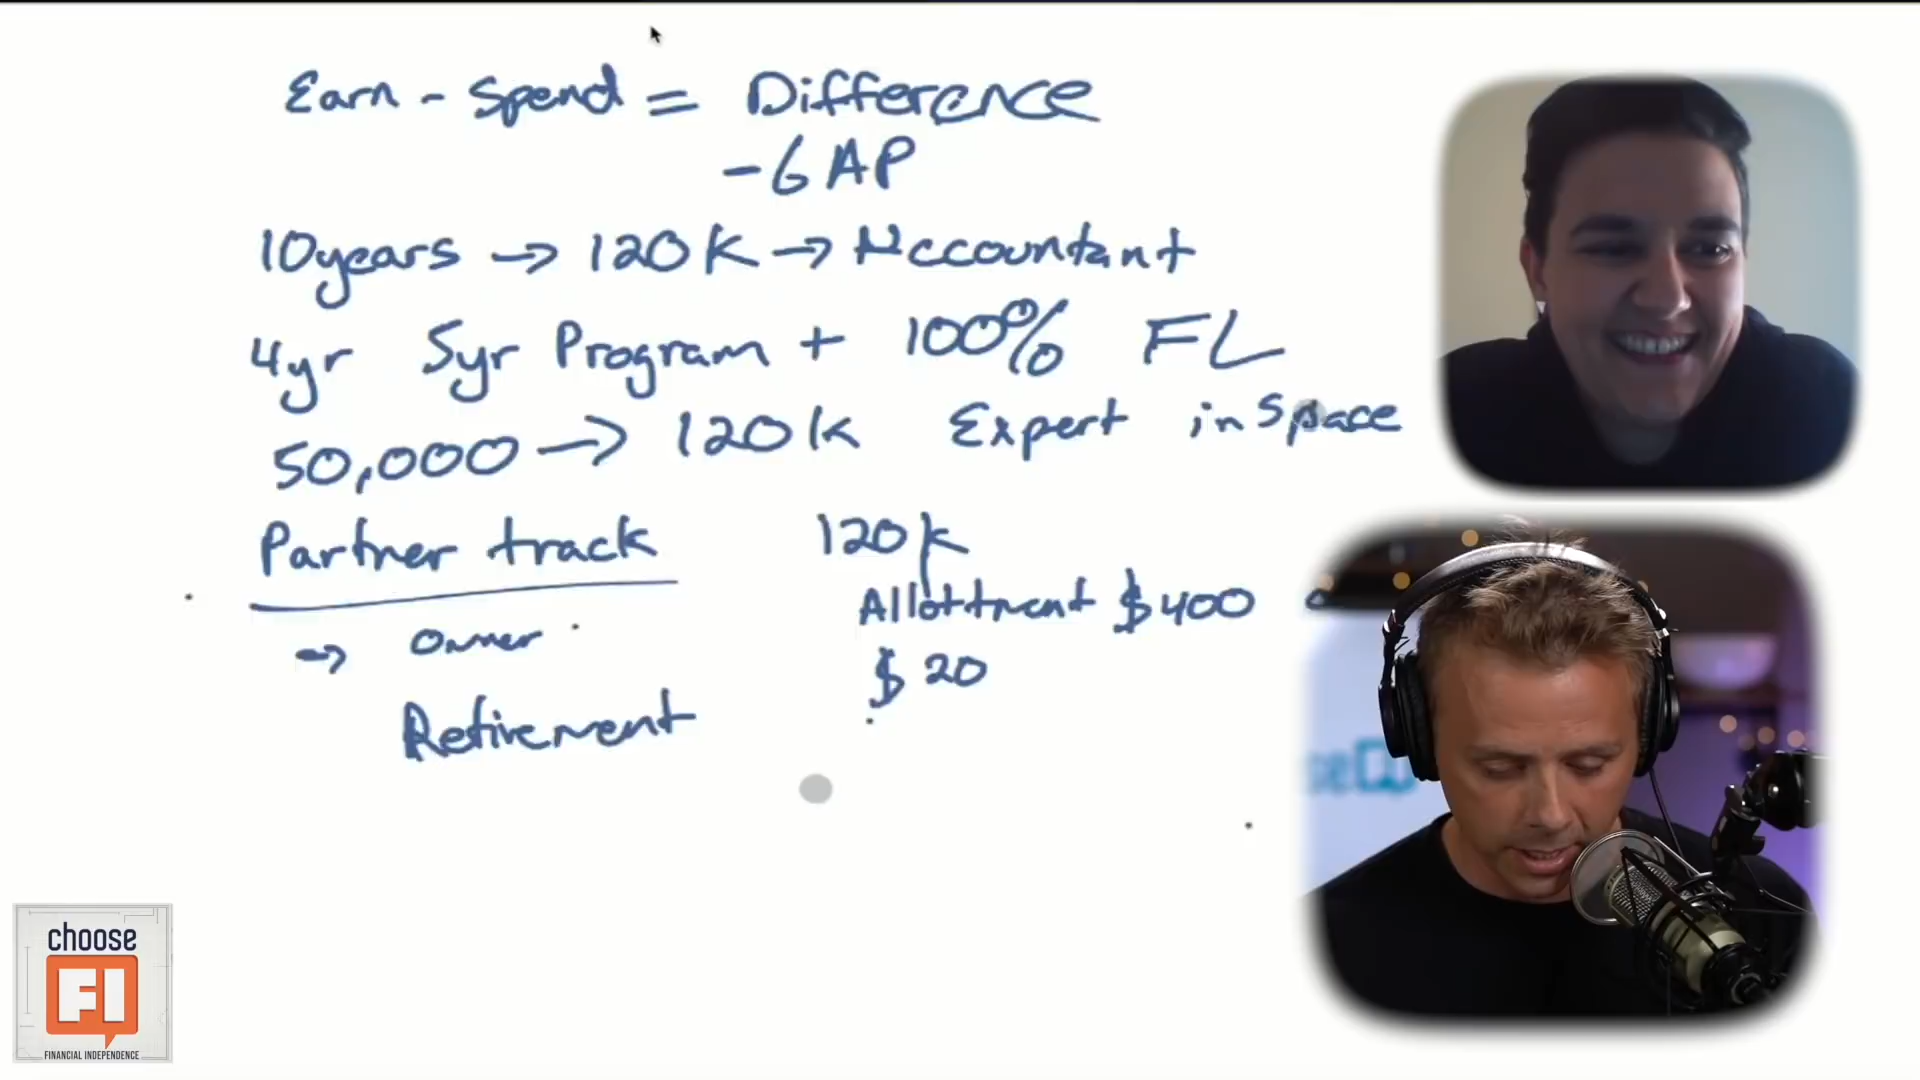 Earn - Spend = Difference
- GAP
10years → 120K → Accountant
4yr 5yr Program + 100% FL
50,000 → 120k Expert in Space
Partner track 120k
Allottment $400
→ Owner $20
Retirement
choose
FI
FINANCIAL INDEPENDENCE